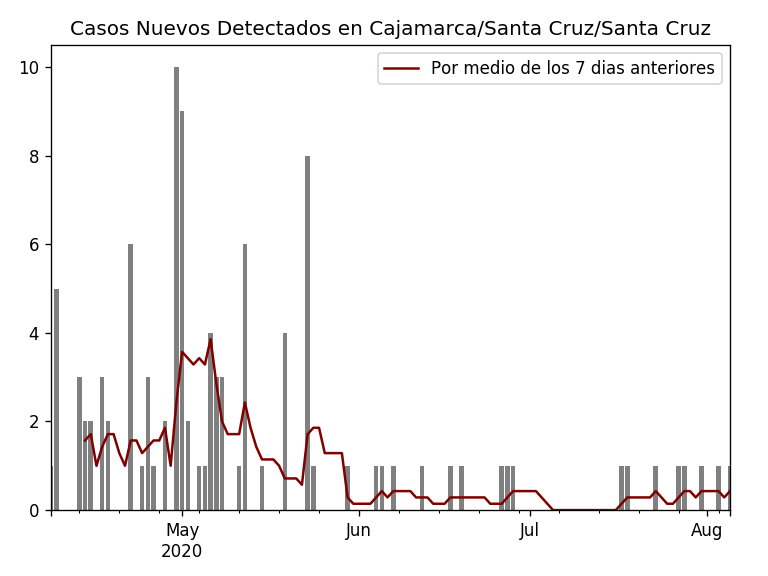 Casos Nuevos Detectados en Cajamarca/Santa Cruz/Santa Cruz
Por medio de los 7 dias anteriores
10
8
6
4
2
0
May Jun Jul Aug
2020